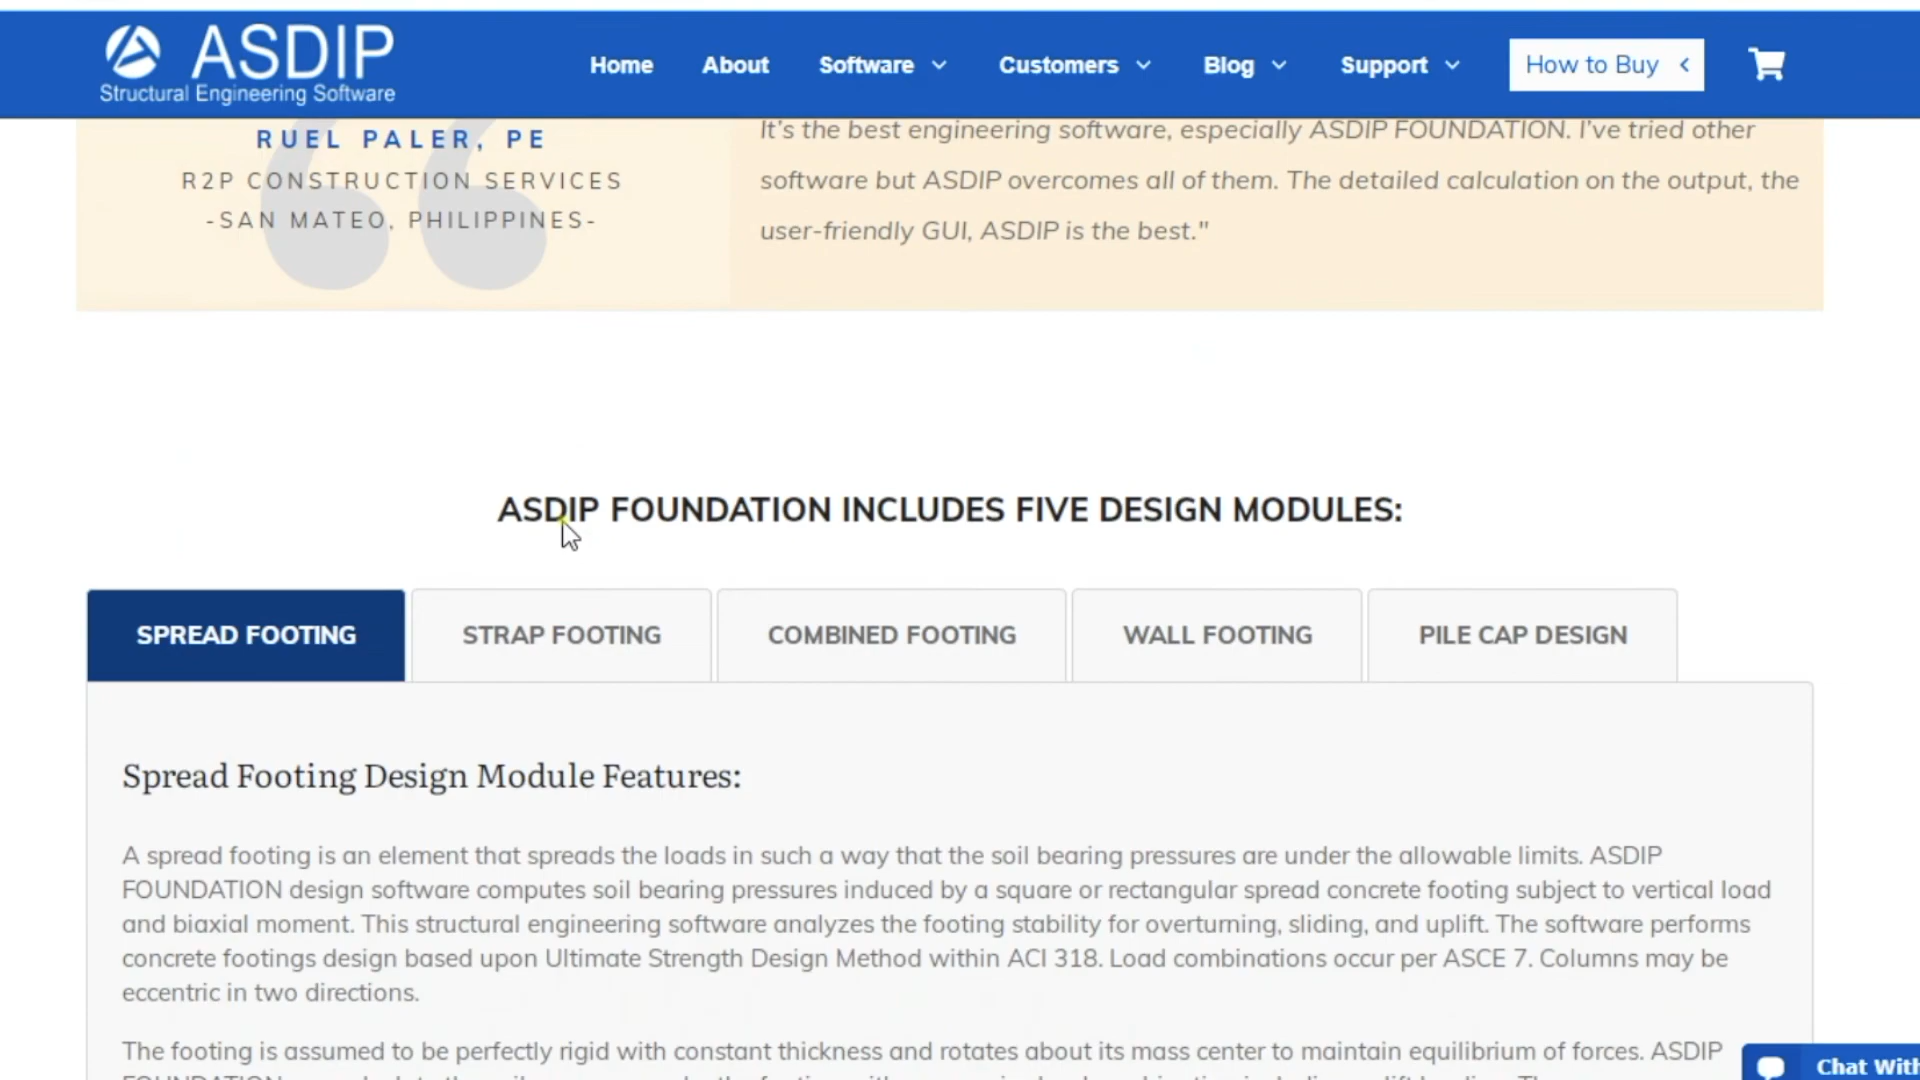 ASDIP
Structural Engineering Software
Home About Software Customers Blog Support How to Buy
RUEL PALER, PE
R2P CONSTRUCTION SERVICES
-SAN MATEO, PHILIPPINES-
It's the best engineering software, especially ASDIP FOUNDATION. I've tried other
software but ASDIP overcomes all of them. The detailed calculation on the output, the
user-friendly GUI, ASDIP is the best."
ASDIP FOUNDATION INCLUDES FIVE DESIGN MODULES:
SPREAD FOOTING STRAP FOOTING COMBINED FOOTING WALL FOOTING PILE CAP DESIGN
Spread Footing Design Module Features:
A spread footing is an element that spreads the loads in such a way that the soil bearing pressures are under the allowable limits. ASDIP
FOUNDATION design software computes soil bearing pressures induced by a square or rectangular spread concrete footing subject to vertical load
and biaxial moment. This structural engineering software analyzes the footing stability for overturning, sliding, and uplift. The software performs
concrete footings design based upon Ultimate Strength Design Method within ACI 318. Load combinations occur per ASCE 7. Columns may be
eccentric in two directions.
The footing is assumed to be perfectly rigid with constant thickness and rotates about its mass center to maintain equilibrium of forces. ASDIP
Chat With